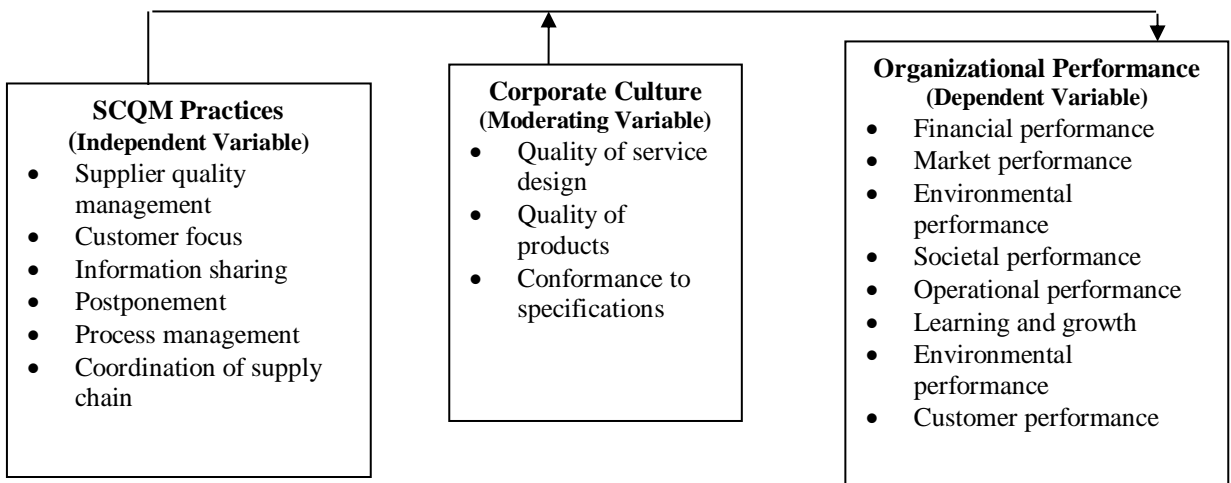 SCQM Practices
(Independent Variable)
• Supplier quality
management
• Customer focus
• Information sharing
• Postponement
• Process management
• Coordination of supply
chain
Corporate Culture
(Moderating Variable)
• Quality of service
design
• Quality of
products
• Conformance to
specifications
Organizational Performance
(Dependent Variable)
• Financial performance
• Market performance
• Environmental
performance
• Societal performance
• Operational performance
• Learning and growth
• Environmental
performance
• Customer performance